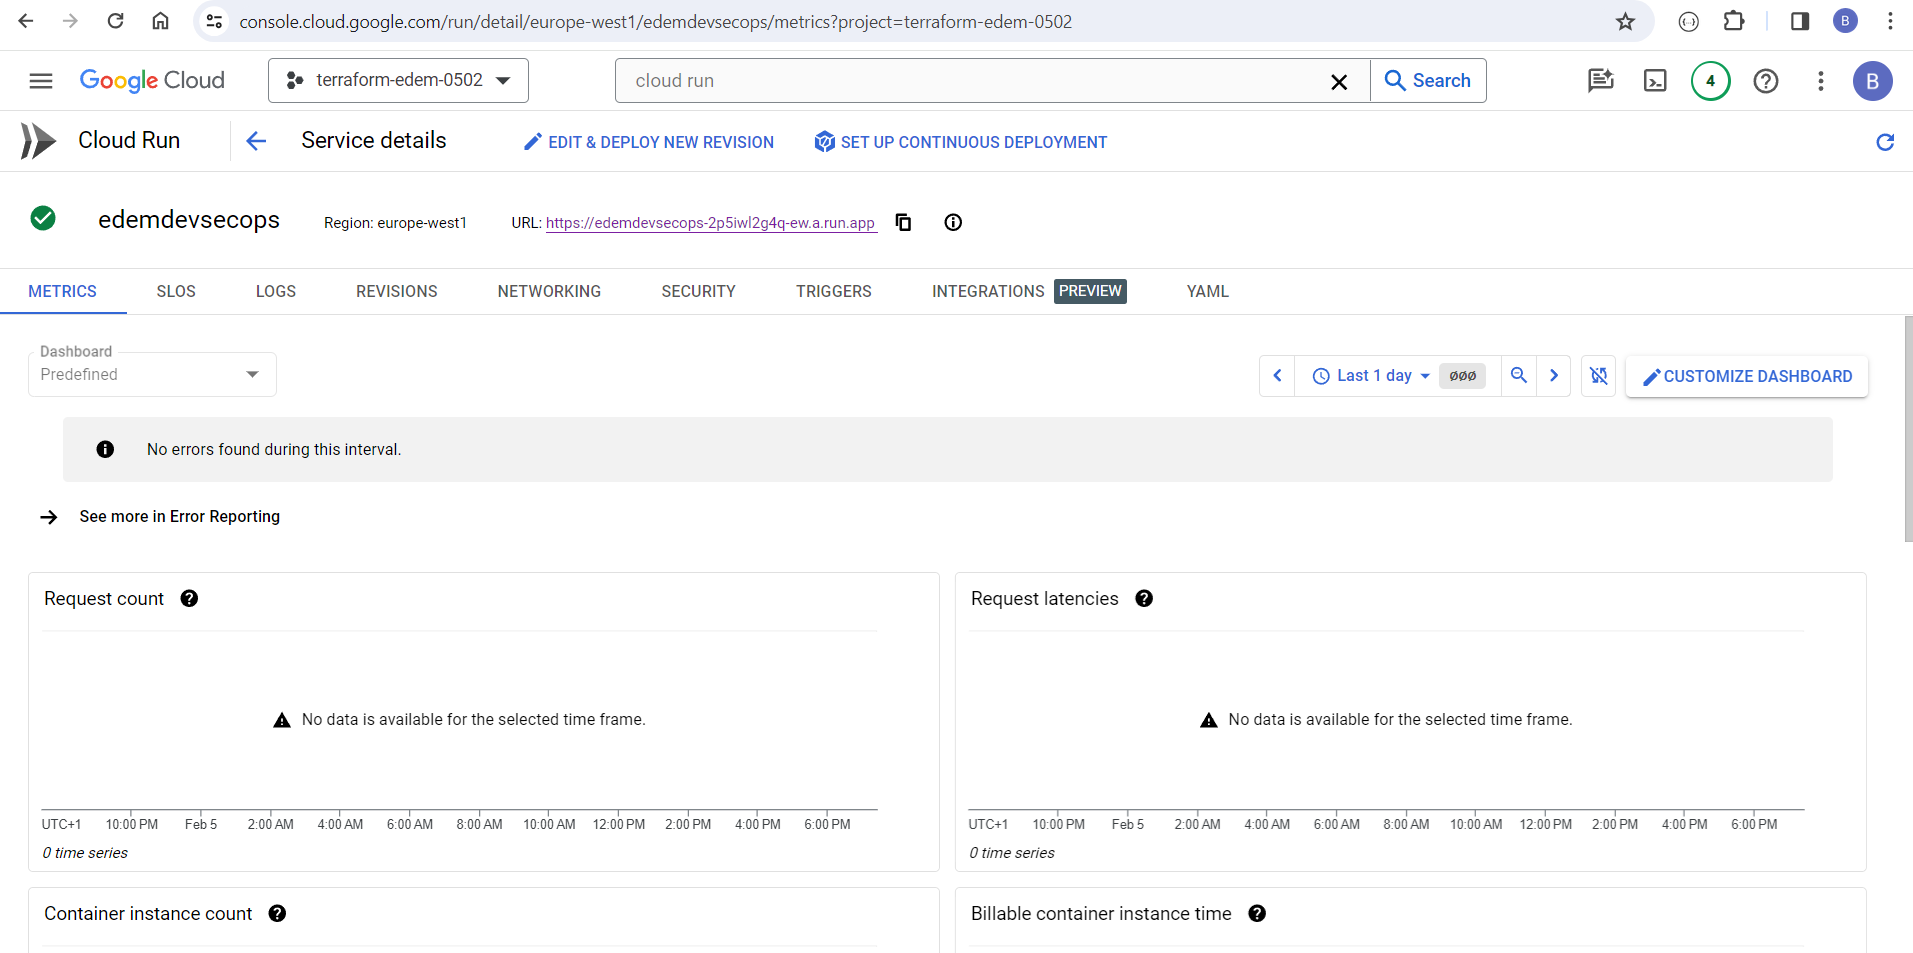 console.cloud.google.com/run/detail/europe-west1/edemdevsecops/metrics?project=terraform-edem-0502
B
Google Cloud
terraform-edem-0502
cloud run
Search
4
B
Cloud Run
Service details
EDIT & DEPLOY NEW REVISION
SET UP CONTINUOUS DEPLOYMENT
edemdevsecops
Region: europe-west1
URL: https://edemdevsecops-2p5iwl2g4q-ew.a.run.app
METRICS
SLOS
LOGS
REVISIONS
NETWORKING
SECURITY
TRIGGERS
INTEGRATIONS PREVIEW
YAML
Dashboard
Predefined
Last 1 day
øøø
CUSTOMIZE DASHBOARD
No errors found during this interval.
See more in Error Reporting
Request count
No data is available for the selected time frame.
UTC+1 10:00 PM Feb 5 2:00 AM 4:00 AM 6:00 AM 8:00 AM 10:00 AM 12:00 PM 2:00 PM 4:00 PM 6:00 PM
0 time series
Request latencies
No data is available for the selected time frame.
UTC+1 10:00 PM Feb 5 2:00 AM 4:00 AM 6:00 AM 8:00 AM 10:00 AM 12:00 PM 2:00 PM 4:00 PM 6:00 PM
0 time series
Container instance count
Billable container instance time